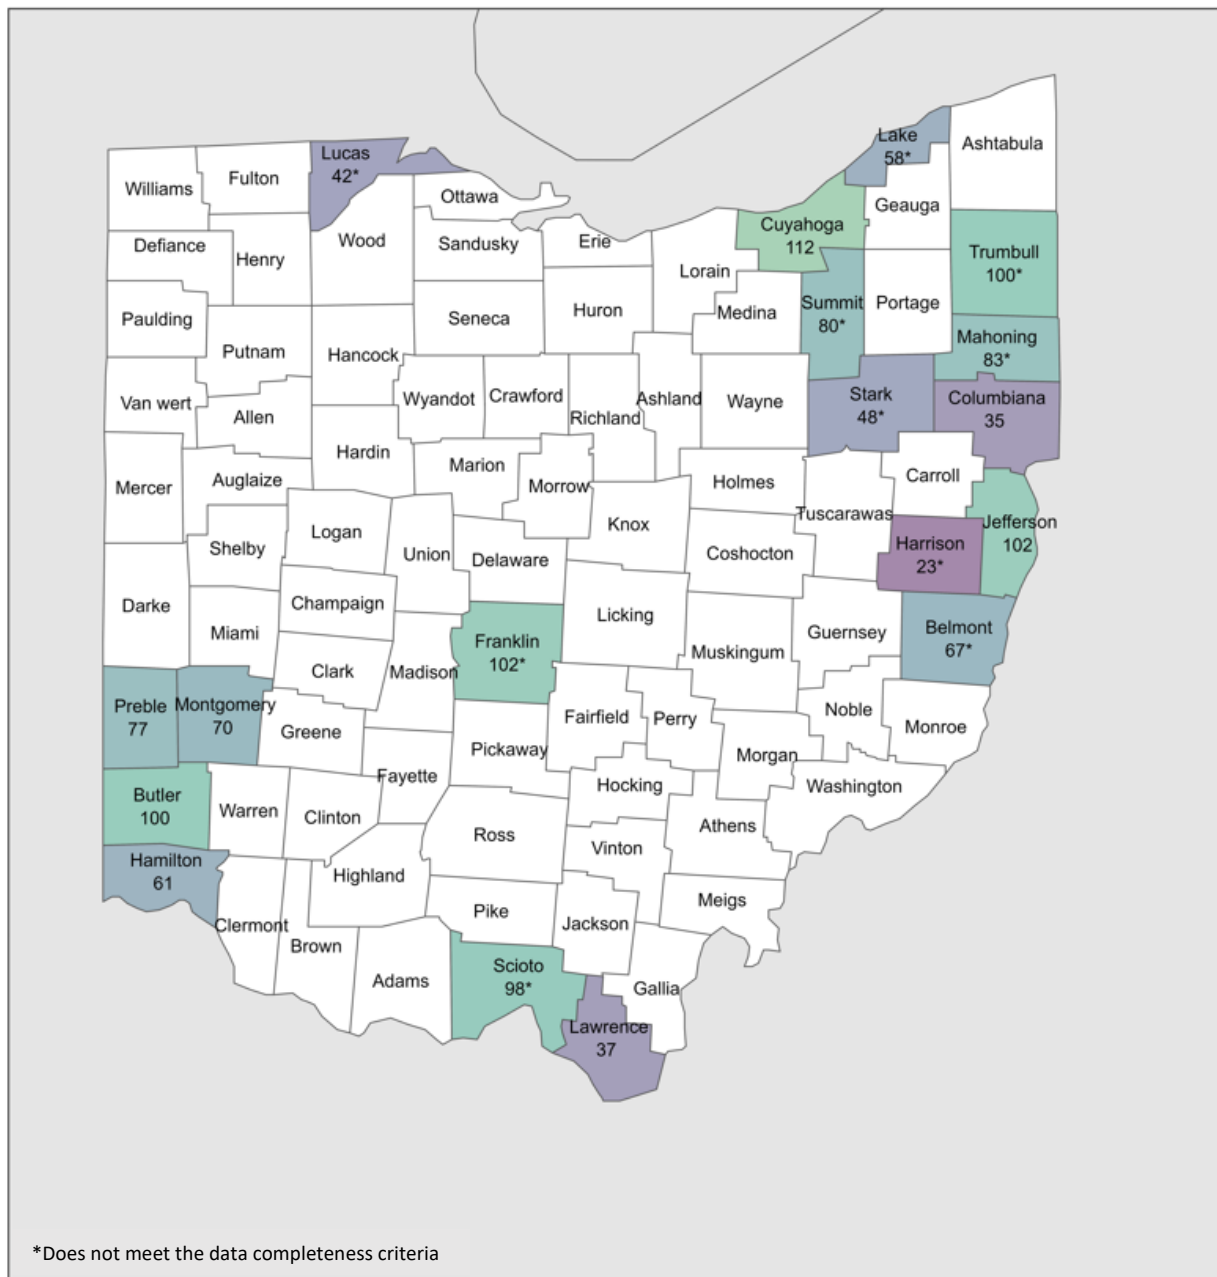 Lake
58*
Ashtabula
Lucas
42*
Fulton
Williams
Ottawa
Geauga
Cuyahoga
112
Defiance
Henry
Wood
Sandusky
Erie
Lorain
Trumbull
100*
Paulding
Seneca
Huron
Medina
Summit
80*
Portage
Putnam
Hancock
Mahoning
83*
Van wert
Allen
Wyandot
Crawford
Richland
Ashland
Wayne
Stark
48*
Columbiana
35
Hardin
Marion
Mercer
Auglaize
Morrow
Holmes
Carroll
Tuscarawas
Logan
Knox
Jefferson
102
Shelby
Union
Delaware
Coshocton
Harrison
23*
Darke
Champaign
Licking
Miami
Franklin
102*
Guernsey
Belmont
67*
Muskingum
Clark
Madison
Preble
77
Montgomery
70
Greene
Fairfield
Perry
Noble
Monroe
Pickaway
Morgan
Fayette
Hocking
Washington
Butler
100
Warren
Clinton
Ross
Athens
Vinton
Hamilton
61
Highland
Meigs
Pike
Jackson
Clermont
Brown
Adams
Scioto
98*
Gallia
Lawrence
37
*Does not meet the data completeness criteria